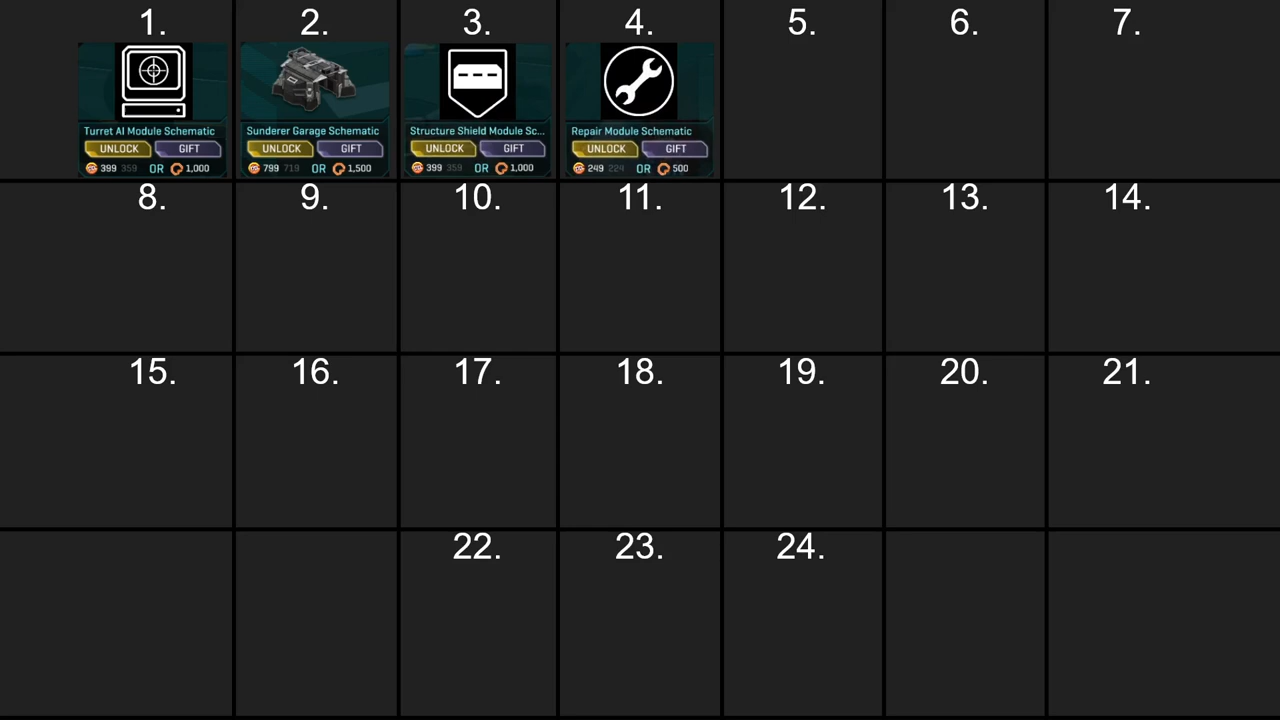 1. 2. 3. 4. 5. 6. 7.
Turret AI Module Schematic
UNLOCK GIFT
399 359 OR 1,000
Sunderer Garage Schematic
UNLOCK GIFT
799 719 OR 1,500
Structure Shield Module Sc...
UNLOCK GIFT
399 359 OR 1,000
Repair Module Schematic
UNLOCK GIFT
249 224 OR 500
8. 9. 10. 11. 12. 13. 14.
15. 16. 17. 18. 19. 20. 21.
22. 23. 24.